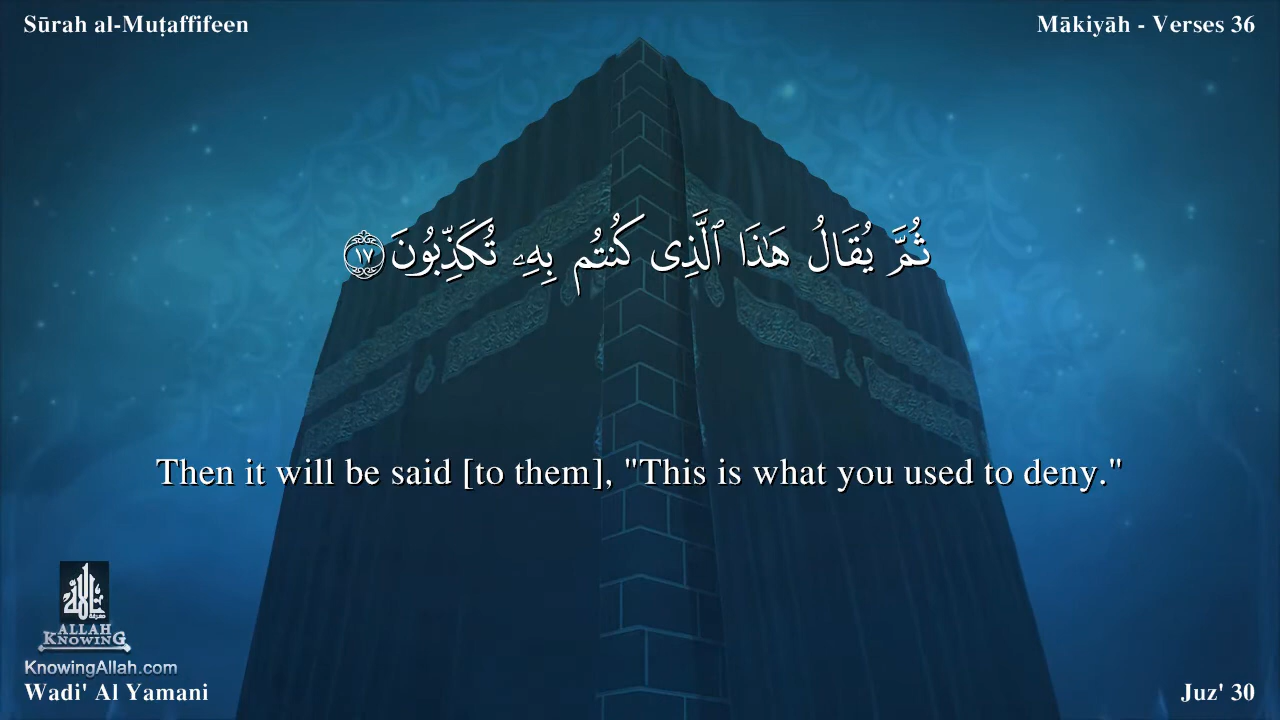 Sūrah al-Muṭaffifeen
Mākiyāh - Verses 36
ثُمَّ يُقَالُ هَٰذَا ٱلَّذِى كُنتُم بِهِۦ تُكَذِّبُونَ ١٧
Then it will be said [to them], "This is what you used to deny."
ALLAH
KNOWING
KnowingAllah.com
Wadi' Al Yamani
Juz' 30